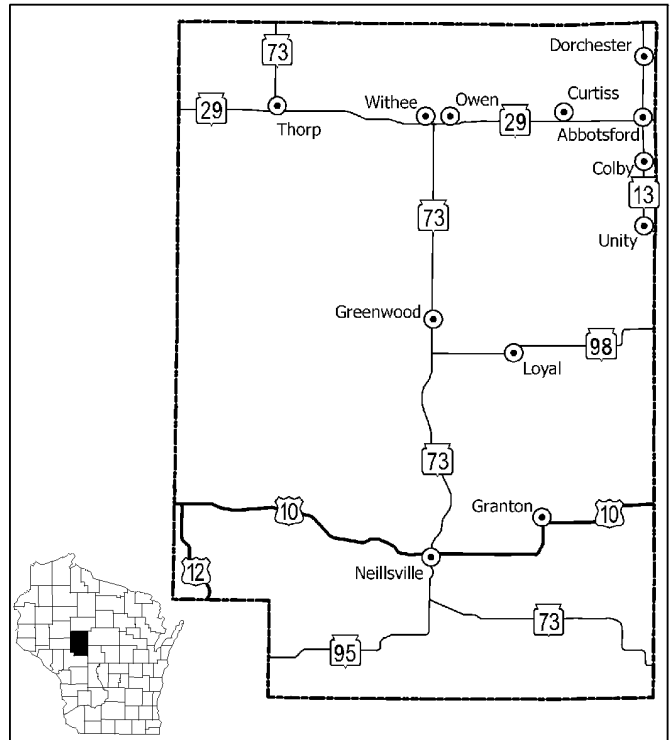 73
Dorchester
29
Thorp
Withee
Owen
29
Curtiss
Abbotsford
Colby
13
Unity
73
Greenwood
98
Loyal
73
Granton
10
10
12
Neillsville
73
95